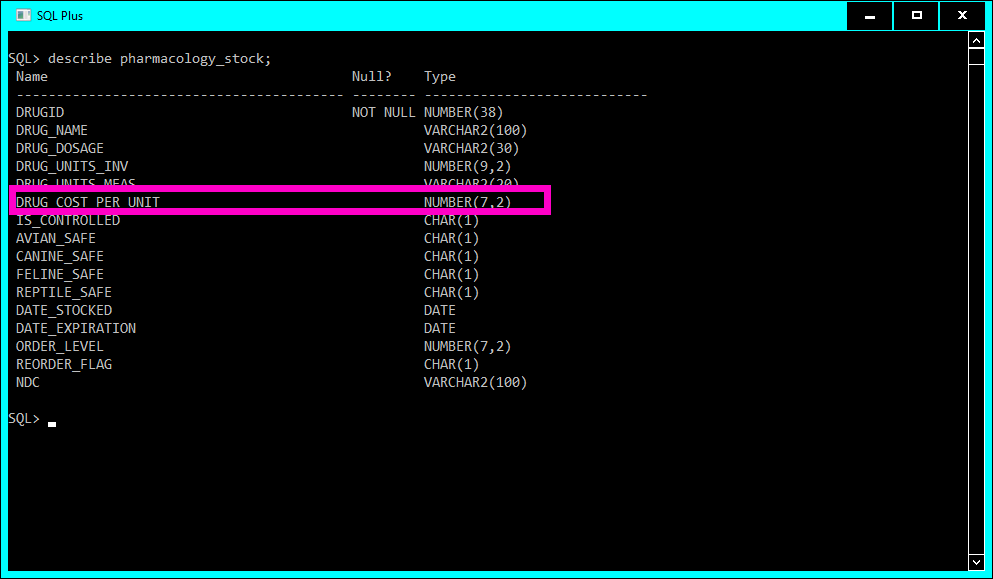 SQL Plus
SQL> describe pharmacology_stock;
Name Null? Type
----------------------------------------- -------- ----------------------------
DRUGID NOT NULL NUMBER(38)
DRUG_NAME VARCHAR2(100)
DRUG_DOSAGE VARCHAR2(30)
DRUG_UNITS_INV NUMBER(9,2)
DRUG_UNITS_MEAS VARCHAR2(20)
DRUG_COST_PER_UNIT NUMBER(7,2)
IS_CONTROLLED CHAR(1)
AVIAN_SAFE CHAR(1)
CANINE_SAFE CHAR(1)
FELINE_SAFE CHAR(1)
REPTILE_SAFE CHAR(1)
DATE_STOCKED DATE
DATE_EXPIRATION DATE
ORDER_LEVEL NUMBER(7,2)
REORDER_FLAG CHAR(1)
NDC VARCHAR2(100)
SQL>